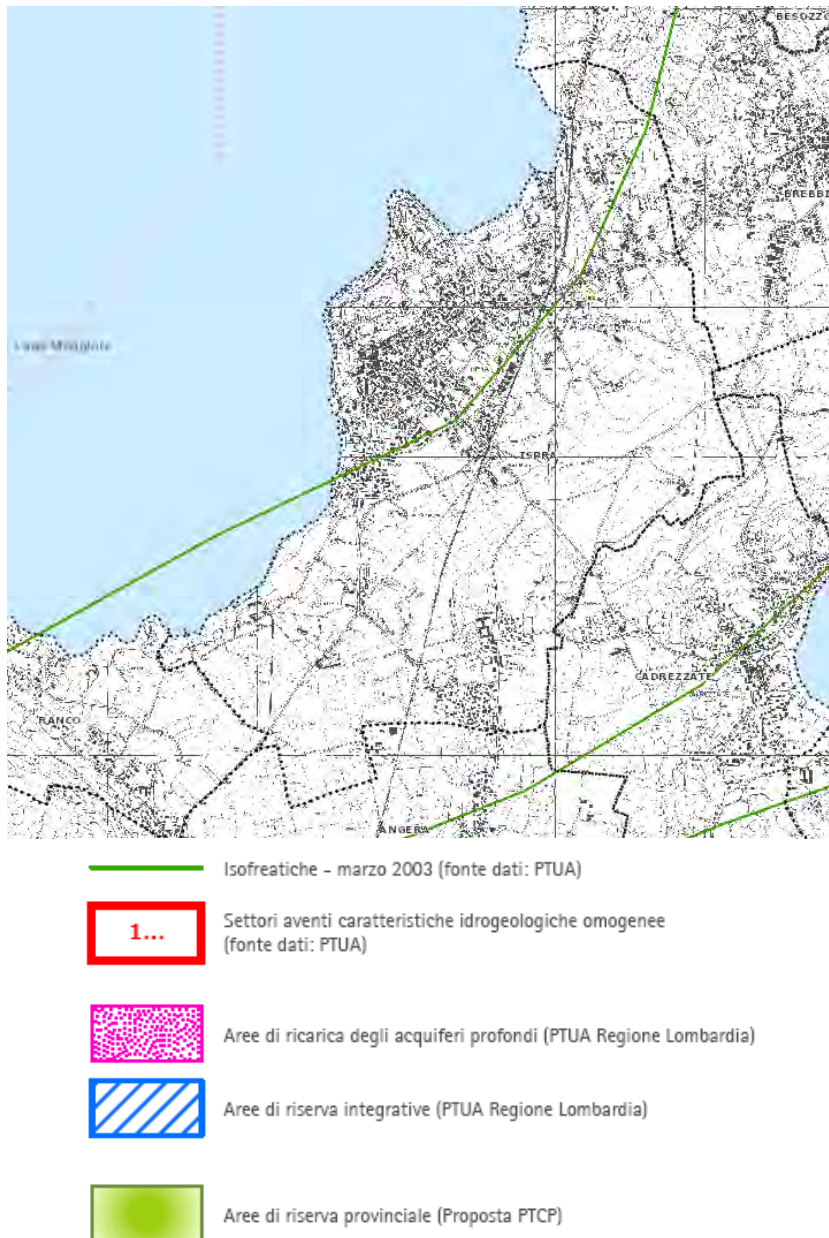 BESOZZO
BREBBI
Lago Maggiore
ISPRA
CADREZZATE
RANCO
ANGERA
Isofreatiche - marzo 2003 (fonte dati: PTUA)
1...
Settori aventi caratteristiche idrogeologiche omogenee
(fonte dati: PTUA)
Aree di ricarica degli acquiferi profondi (PTUA Regione Lombardia)
Aree di riserva integrative (PTUA Regione Lombardia)
Aree di riserva provinciale (Proposta PTCP)